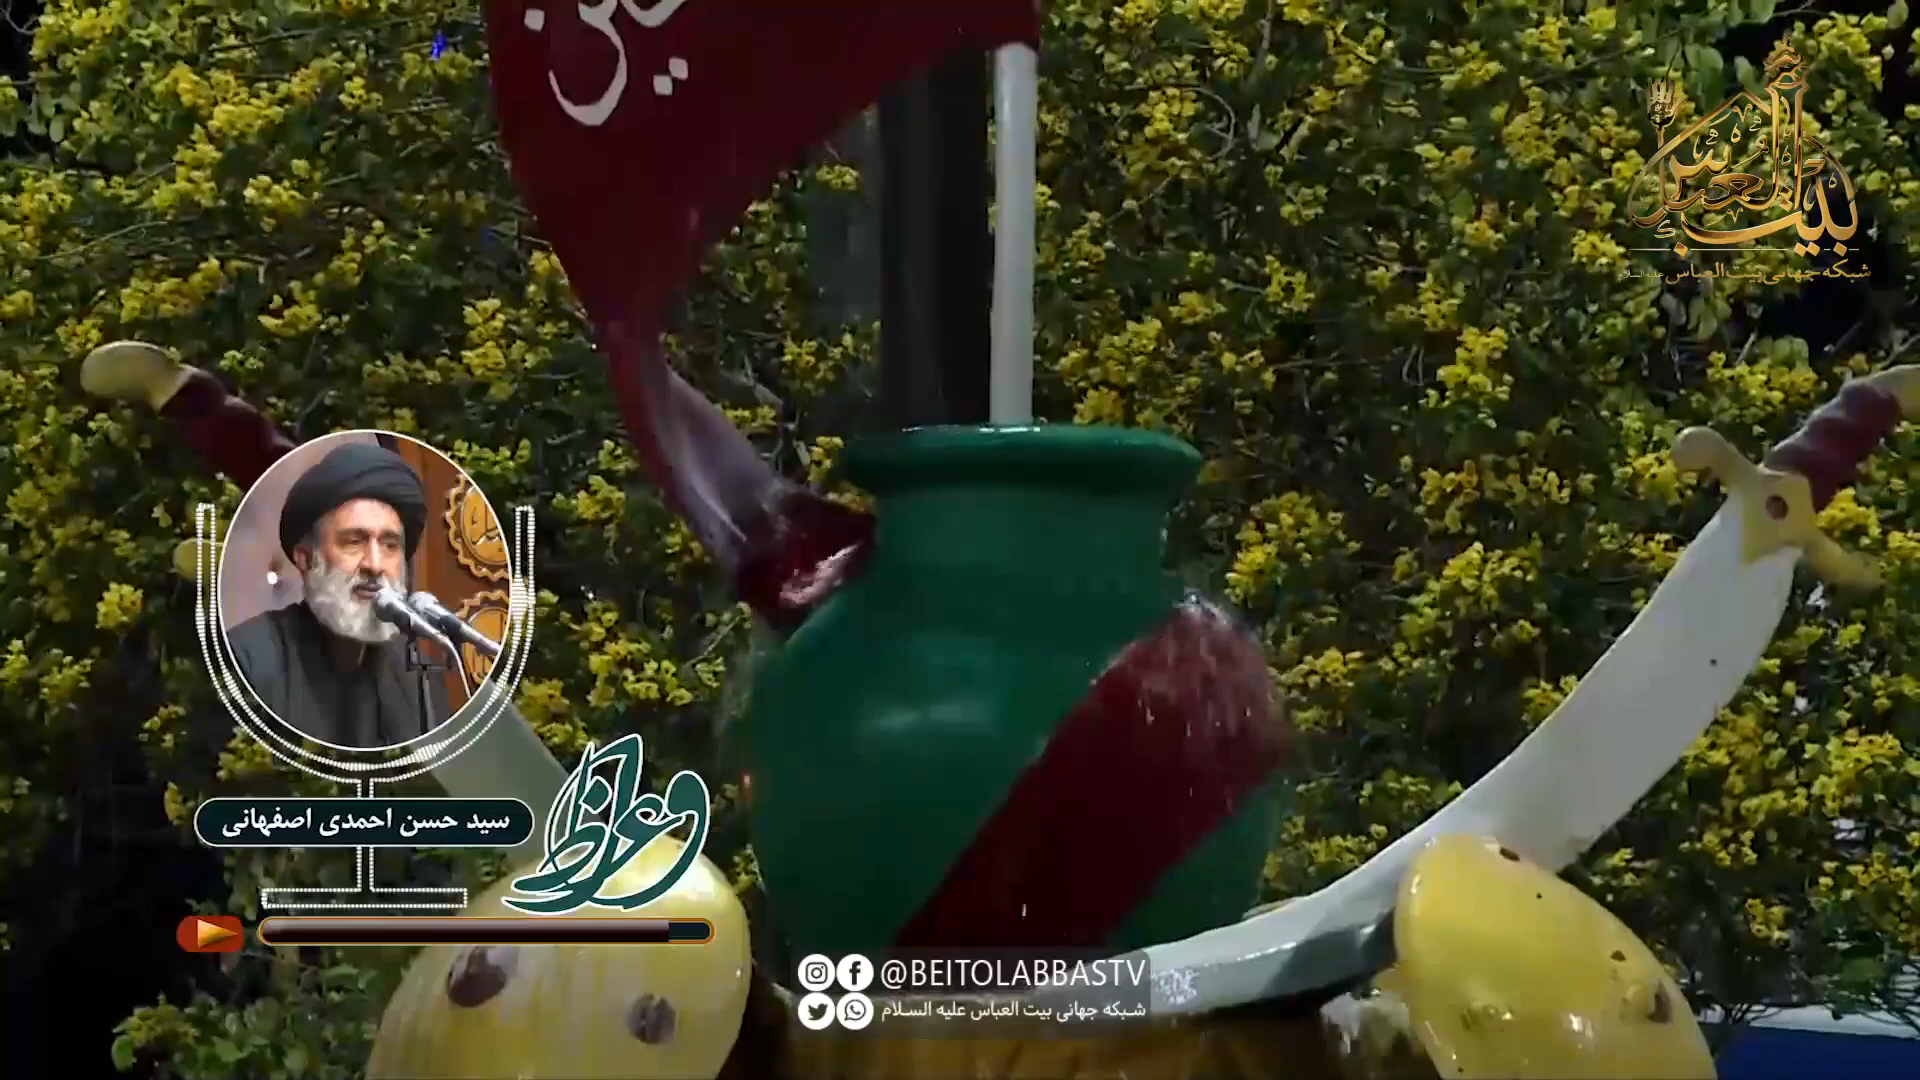 بیت العباس
شبکه جهانی بیت العباس علیه السلام
سید حسن احمدی اصفهانی
وعاظ
@BEITOLABBASTV
شبکه جهانی بیت العباس علیه السلام